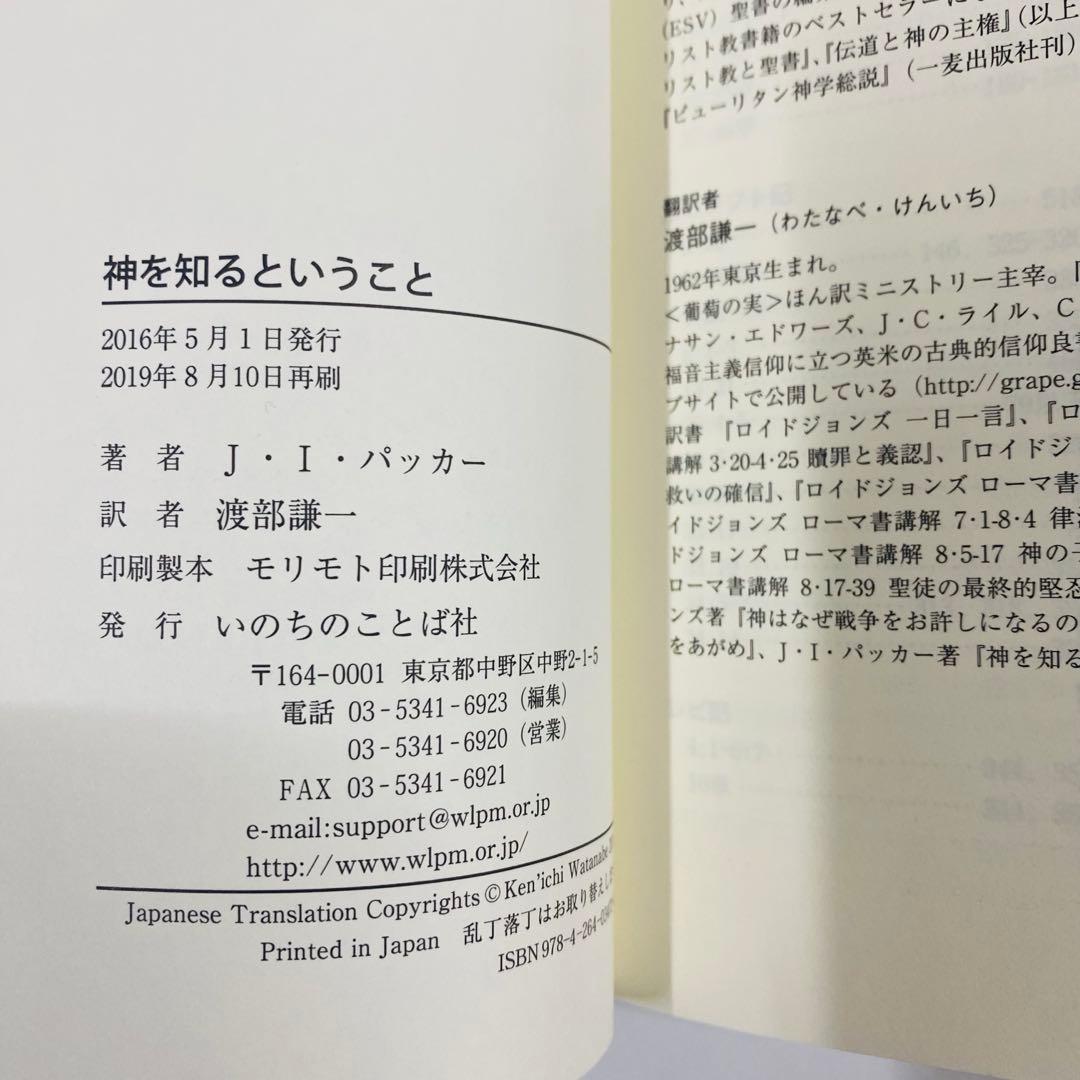 神を知るということ
2016年5月1日発行
2019年8月10日再刷
著 者 J・I・パッカー
訳 者 渡部謙一
印刷製本 モリモト印刷株式会社
発 行 いのちのことば社
〒164-0001 東京都中野区中野2-1-5
電話 03-5341-6923(編集)
03-5341-6920(営業)
FAX 03-5341-6921
e-mail:support@wlpm.or.jp
http://www.wlpm.or.jp/
Japanese Translation Copyrights©Ken'ichi Watanabe
Printed in Japan 乱丁落丁はお取り替えし
ISBN978-4-264-
(ESV)聖書の編集
リスト教書籍のベストセラーに
リスト教と聖書』、『伝道と神の主権』(以上
『ピューリタン神学総説』(一麦出版社刊)
翻訳者
渡部謙一(わたなべ・けんいち)
1962年東京生まれ。
<葡萄の実>ほん訳ミニストリー主宰。『
ナサン・エドワーズ、J・C・ライル、C
福音主義信仰に立つ英米の古典的信仰良書
ブサイトで公開している(http://grape.g
訳書 『ロイドジョンズ 一日一言』、『ロ
講解 3・20-4・25 贖罪と義認』、『ロイドジ
救いの確信』、『ロイドジョンズ ローマ書
イドジョンズ ローマ書講解 7・1-8・4 律
ドジョンズ ローマ書講解 8・5-17 神の子
ローマ書講解 8・17-39 聖徒の最終的堅忍
ンズ著『神はなぜ戦争をお許しになるの
をあがめ』、J・I・パッカー著『神を知る